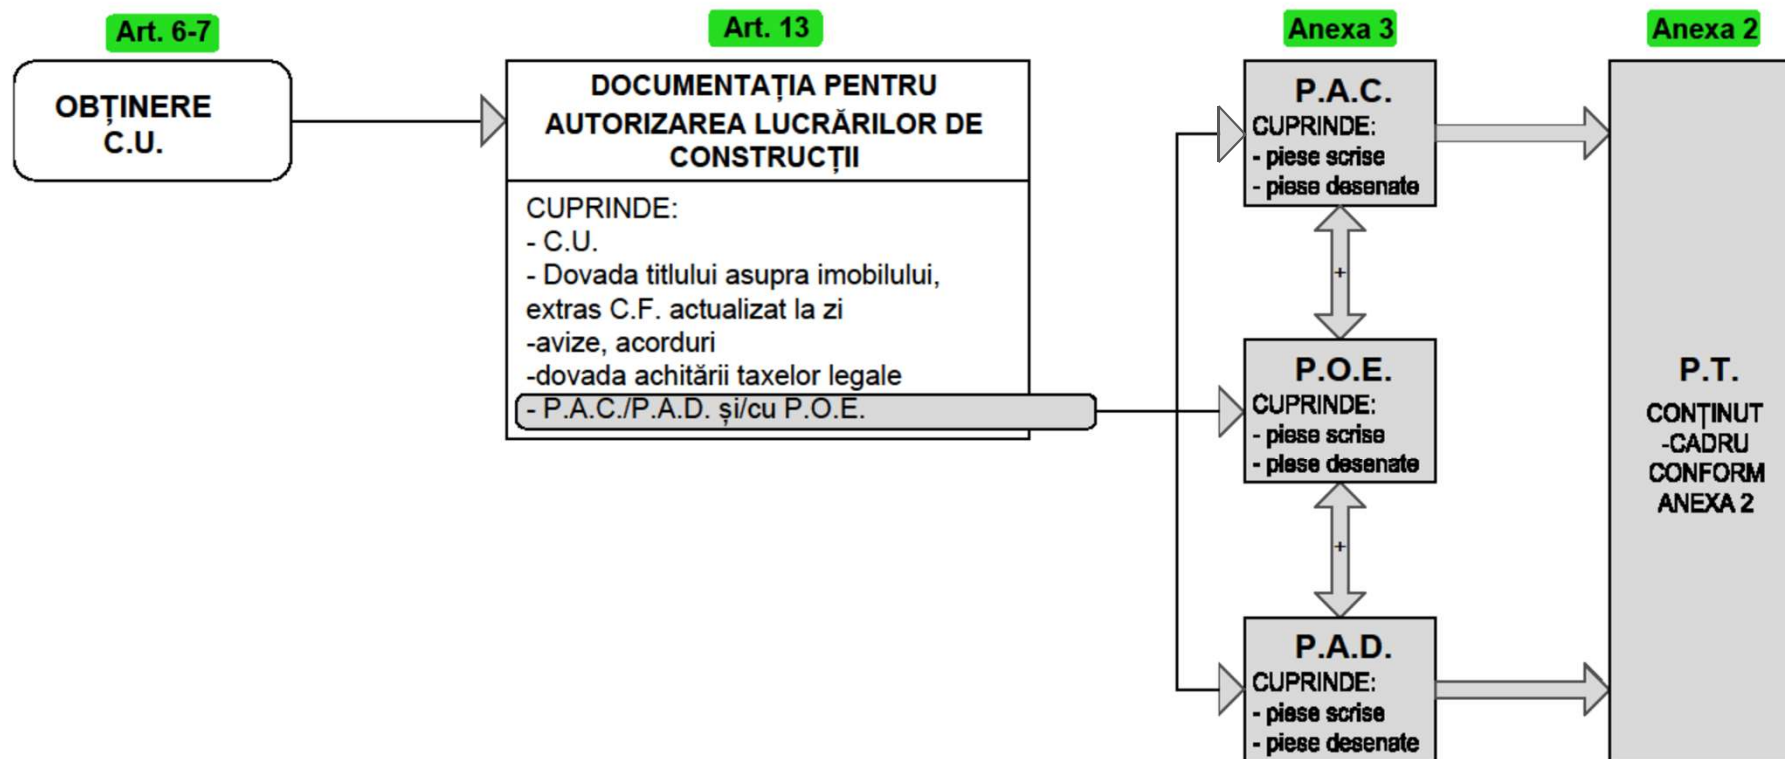 Art. 6-7
Art. 13
Anexa 3
Anexa 2
OBȚINERE
C.U.
DOCUMENTAȚIA PENTRU
AUTORIZAREA LUCRĂRILOR DE
CONSTRUCȚII
CUPRINDE:
- C.U.
- Dovada titlului asupra imobilului,
extras C.F. actualizat la zi
-avize, acorduri
-dovada achitării taxelor legale
- P.A.C./P.A.D. și/cu P.O.E.
P.A.C.
CUPRINDE:
- piese scrise
- piese desenate
+
P.O.E.
CUPRINDE:
- piese scrise
- piese desenate
+
P.A.D.
CUPRINDE:
- piese scrise
- piese desenate
P.T.
CONȚINUT
-CADRU
CONFORM
ANEXA 2